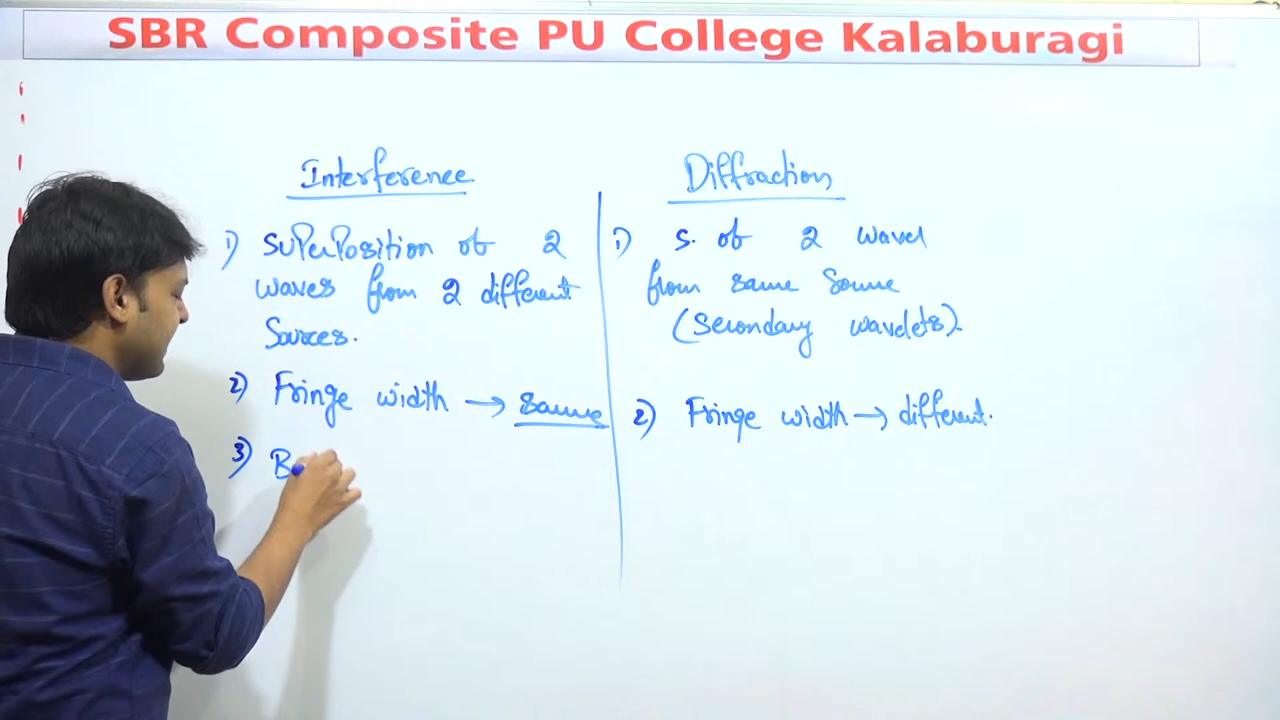 SBR Composite PU College Kalaburagi
Interference
1) Superposition of 2
waves from 2 different
Sources.
2) Fringe width → same
3) B
Diffraction
1) S. of 2 waves
from same source
(secondary wavelets).
2) Fringe width → different.